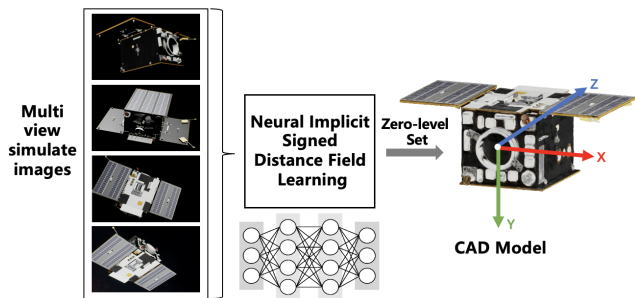 Multi
view
simulate
images
Neural Implicit
Signed
Distance Field
Learning
Zero-level
Set
Z
X
Y
CAD Model